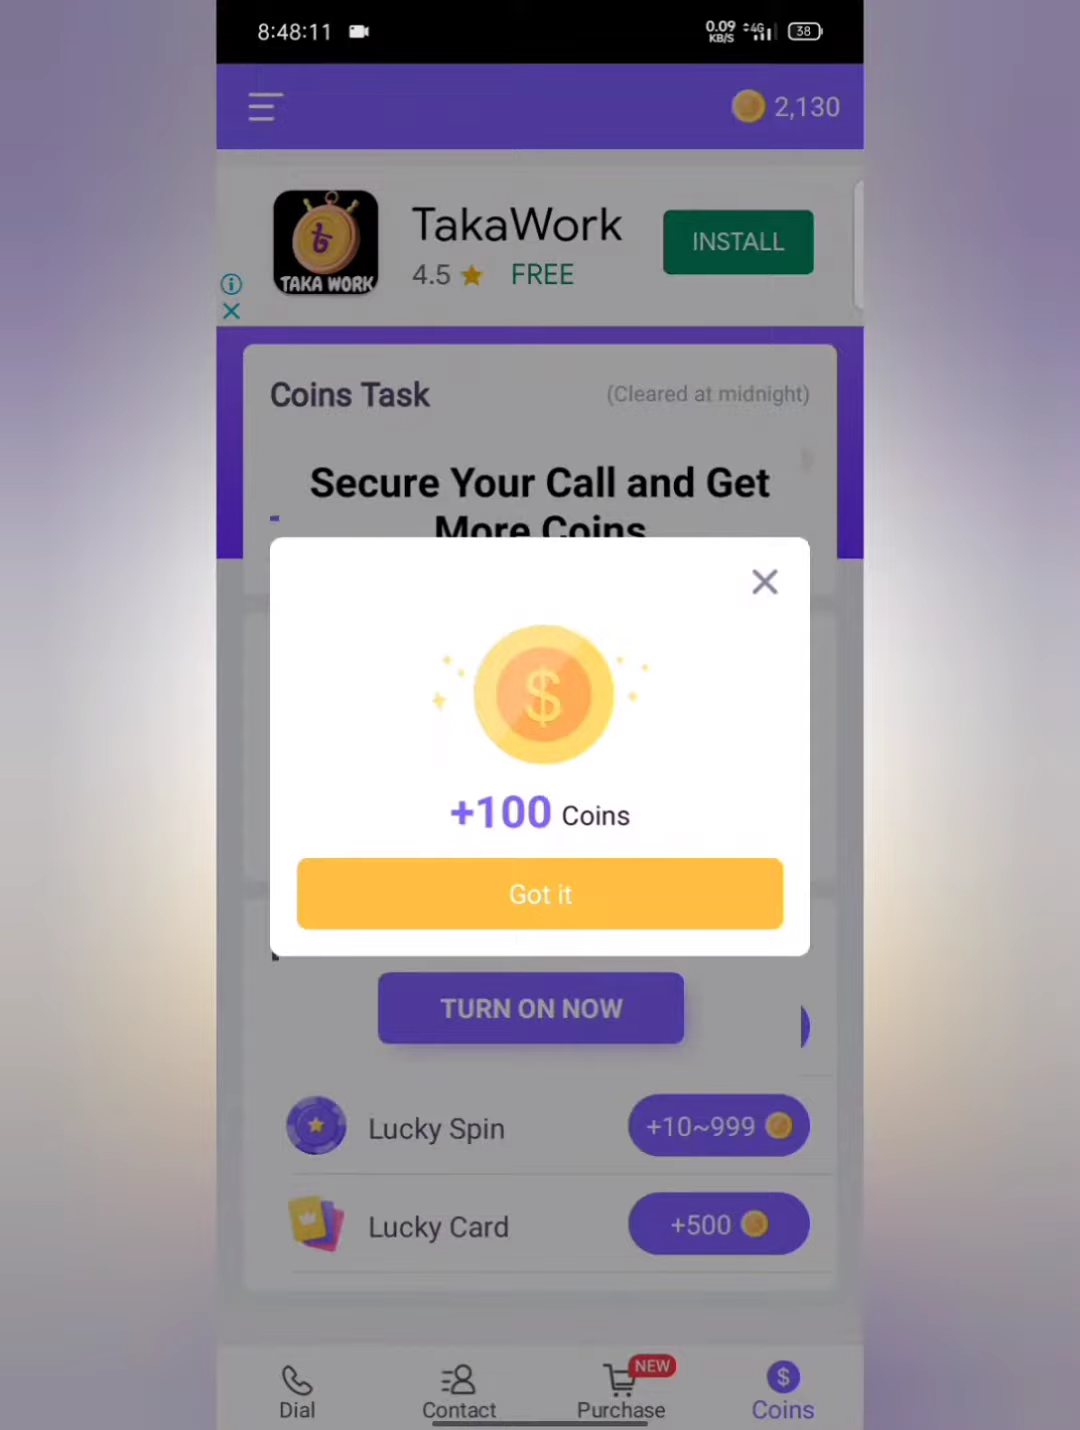 8:48:11
0.09
KB/S
4G
38
2,130
TAKA WORK
TakaWork
4.5
FREE
INSTALL
Coins Task
(Cleared at midnight)
Secure Your Call and Get
More Coins
$
+100 Coins
Got it
TURN ON NOW
Lucky Spin
+10~999
Lucky Card
+500
NEW
$
Dial
Contact
Purchase
Coins